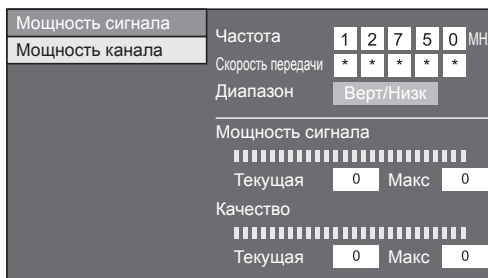 Мощность сигнала
Мощность канала
Частота 1 2 7 5 0 MH
Скорость передачи * * * * *
Диапазон Верт/Низк
Мощность сигнала
Текущая 0 Макс 0
Качество
Текущая 0 Макс 0